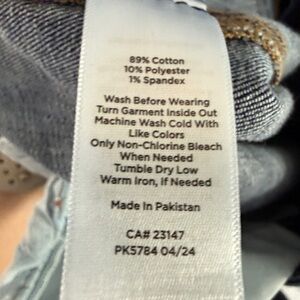 89% Cotton
10% Polyester
1% Spandex
Wash Before Wearing
Turn Garment Inside Out
Machine Wash Cold With
Like Colors
Only Non-Chlorine Bleach
When Needed
Tumble Dry Low
Warm Iron, if Needed
Made In Pakistan
CA# 23147
PK5784 04/24